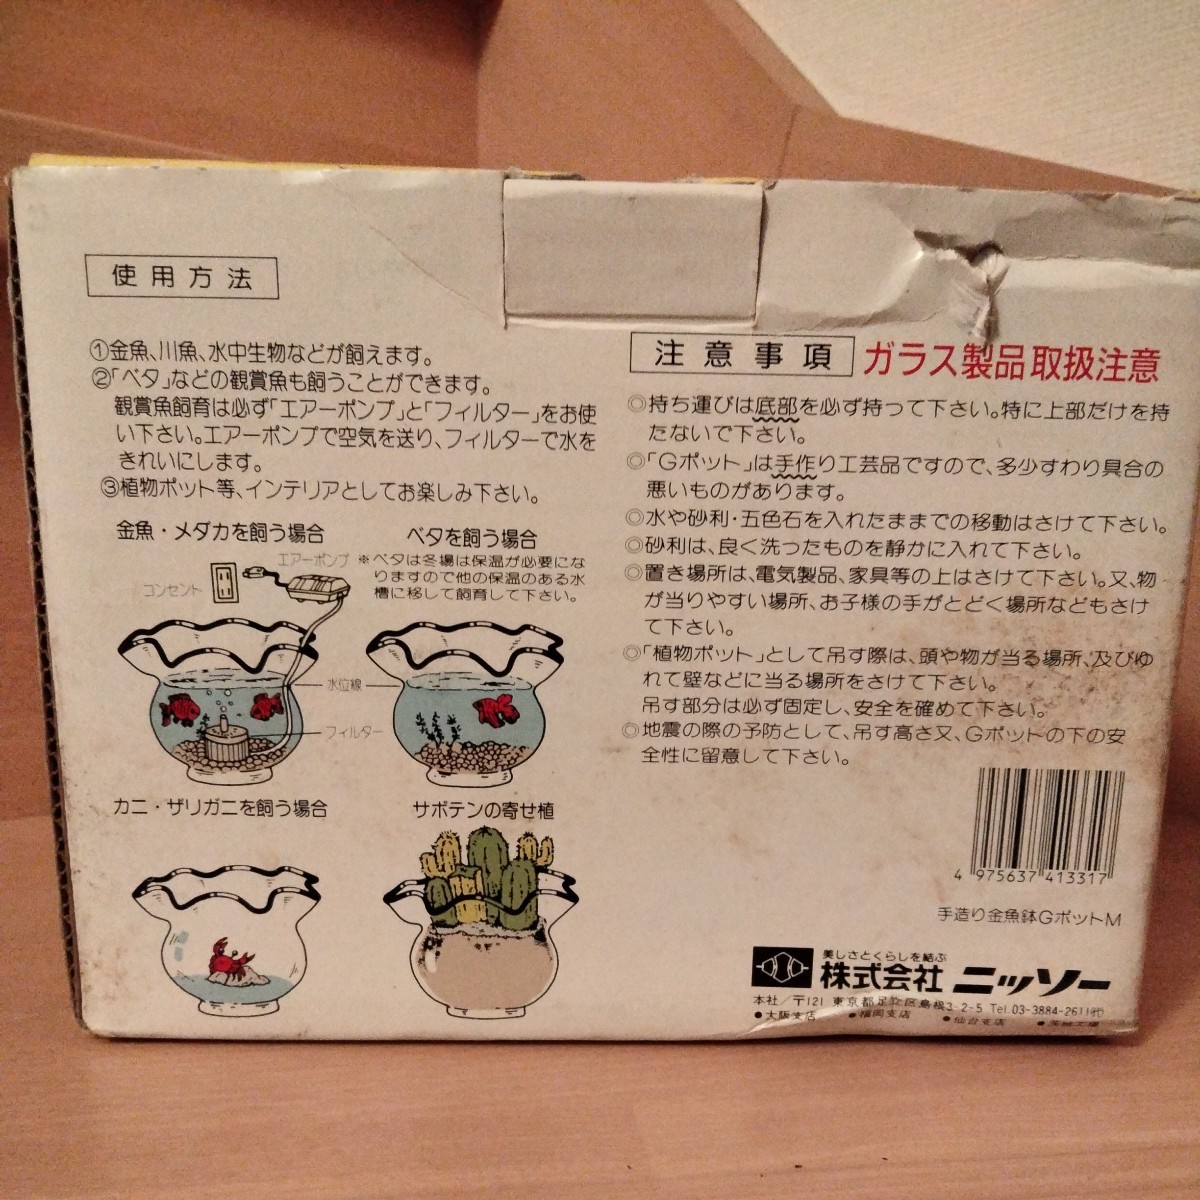 使用方法
①金魚、川魚、水中生物などが飼えます。
②「ベタ」などの観賞魚も飼うことができます。
観賞魚飼育は必ず「エアーポンプ」と「フィルター」をお使
い下さい。エアーポンプで空気を送り、フィルターで水を
きれいにします。
③植物ポット等、インテリアとしてお楽しみ下さい。
金魚・メダカを飼う場合
エアーポンプ
コンセント
ベタを飼う場合
※ベタは冬場は保温が必要にな
りますので他の保温のある水
槽に移して飼育して下さい。
水位線
フィルター
カニ・ザリガニを飼う場合
サボテンの寄せ植
注意事項 ガラス製品取扱注意
◎持ち運びは底部を必ず持って下さい。特に上部だけを持
たないで下さい。
◎「Gポット」は手作り工芸品ですので、多少すわり具合の
悪いものがあります。
◎水や砂利・五色石を入れたままでの移動はさけて下さい。
◎砂利は、良く洗ったものを静かに入れて下さい。
◎置き場所は、電気製品、家具等の上はさけて下さい。又、物
が当りやすい場所、お子様の手がとどく場所などもさけ
て下さい。
◎「植物ポット」として吊す際は、頭や物が当る場所、及びゆ
れて壁などに当る場所をさけて下さい。
吊す部分は必ず固定し、安全を確めて下さい。
◎地震の際の予防として、吊す高さ又、Gポットの下の安
全性に留意して下さい。
4 975637 413317
手造り金魚鉢GポットM
美しさとくらしを結ぶ
株式会社 ニッソー
本社/〒121 東京都足立区島根3-2-5 Tel.03-3884-2611㈹
●大阪支店 ●福岡支店 ●仙台支店